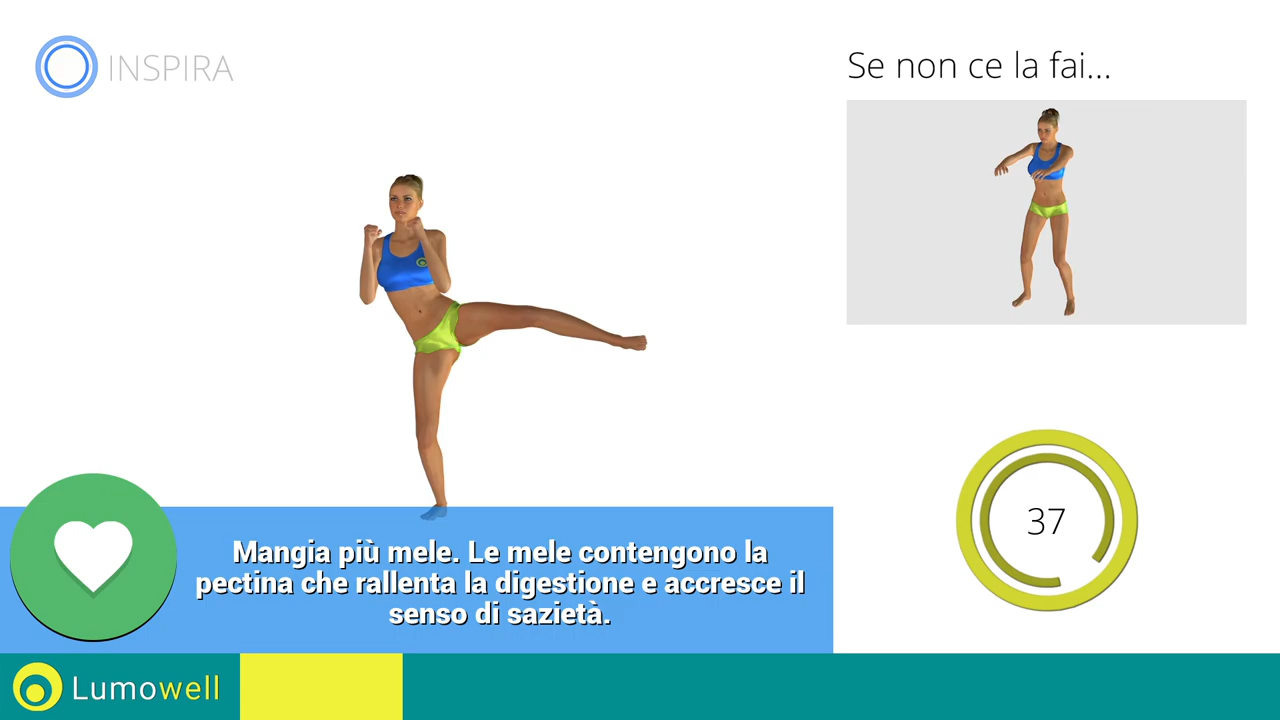 INSPIRA
Se non ce la fai...
37
Mangia più mele. Le mele contengono la
pectina che rallenta la digestione e accresce il
senso di sazietà.
Lumowell